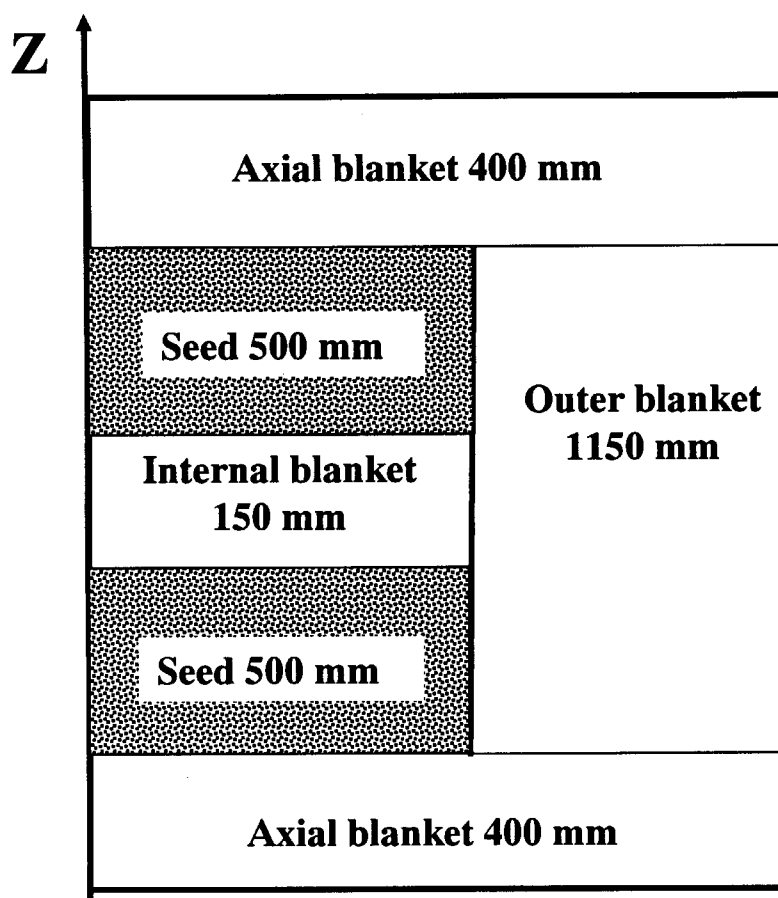 Z
Axial blanket 400 mm
Seed 500 mm
Outer blanket
1150 mm
Internal blanket
150 mm
Seed 500 mm
Axial blanket 400 mm